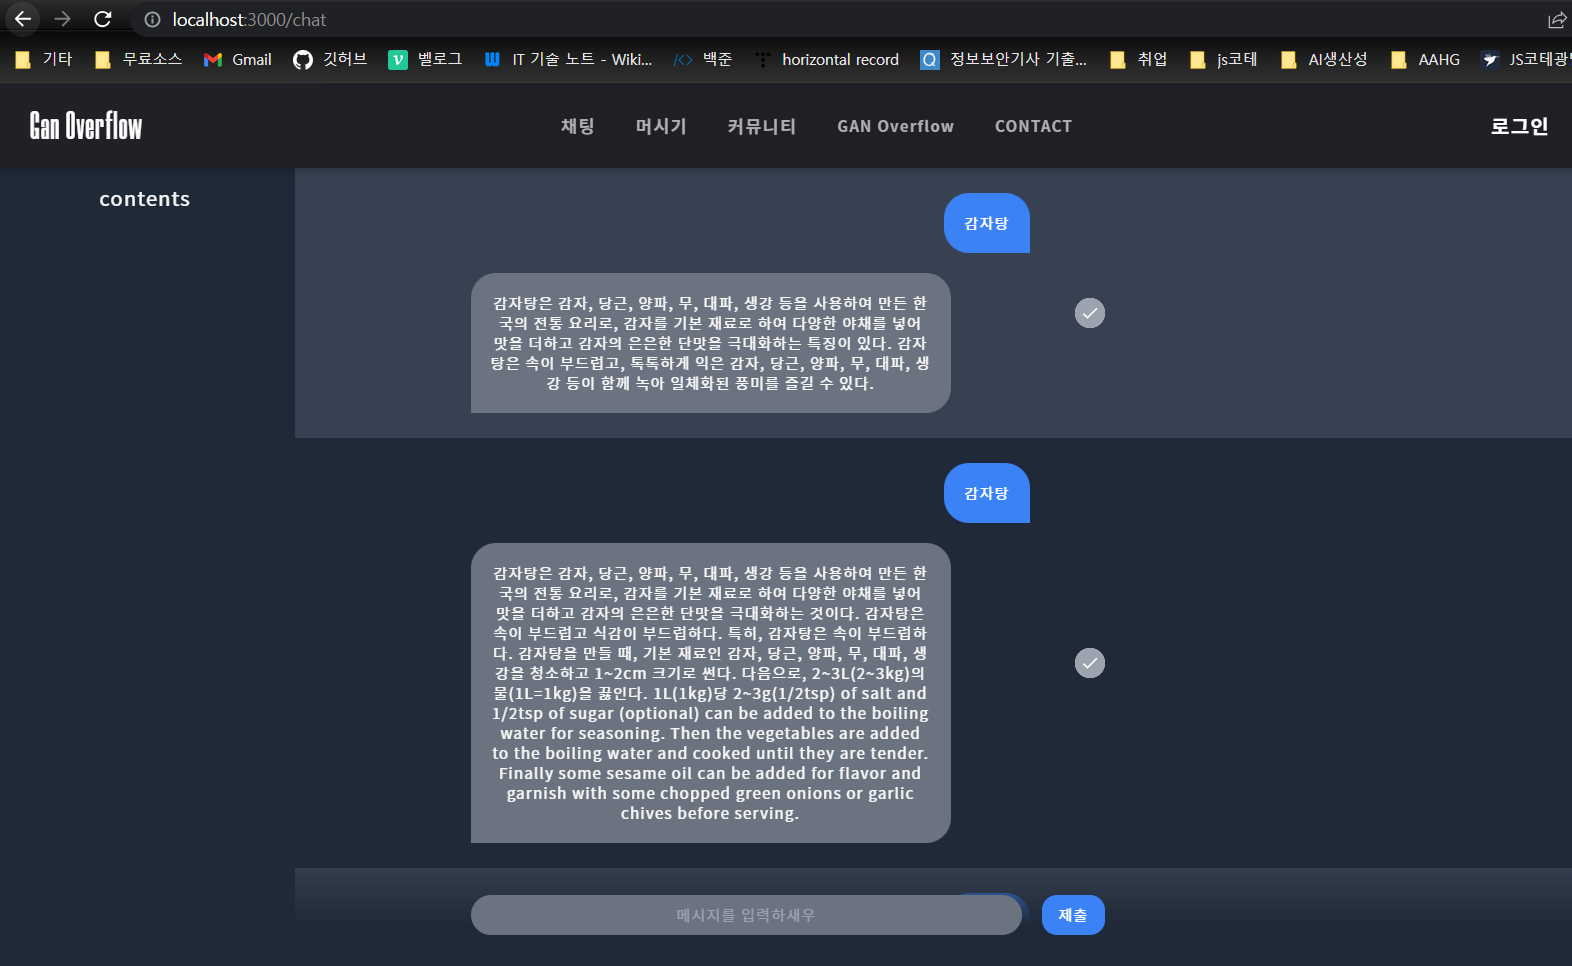 localhost:3000/chat
기타 무료소스 Gmail 깃허브 벨로그 IT 기술 노트 - Wiki... 백준 horizontal record 정보보안기사 기출... 취업 js코테 AI생산성 AAHG JS코테광
Gan Overflow 채팅 머시기 커뮤니티 GAN Overflow CONTACT 로그인
contents
감자탕
감자탕은 감자, 당근, 양파, 무, 대파, 생강 등을 사용하여 만든 한
국의 전통 요리로, 감자를 기본 재료로 하여 다양한 야채를 넣어
맛을 더하고 감자의 은은한 단맛을 극대화하는 특징이 있다. 감자
탕은 속이 부드럽고, 톡톡하게 익은 감자, 당근, 양파, 무, 대파, 생
강 등이 함께 녹아 일체화된 풍미를 즐길 수 있다.
감자탕
감자탕은 감자, 당근, 양파, 무, 대파, 생강 등을 사용하여 만든 한
국의 전통 요리로, 감자를 기본 재료로 하여 다양한 야채를 넣어
맛을 더하고 감자의 은은한 단맛을 극대화하는 것이다. 감자탕은
속이 부드럽고 식감이 부드럽하다. 특히, 감자탕은 속이 부드럽하
다. 감자탕을 만들 때, 기본 재료인 감자, 당근, 양파, 무, 대파, 생
강을 청소하고 1~2cm 크기로 썬다. 다음으로, 2~3L(2~3kg)의
물(1L=1kg)을 끓인다. 1L(1kg)당 2~3g(1/2tsp) of salt and
1/2tsp of sugar (optional) can be added to the boiling
water for seasoning. Then the vegetables are added
to the boiling water and cooked until they are tender.
Finally some sesame oil can be added for flavor and
garnish with some chopped green onions or garlic
chives before serving.
메시지를 입력하새우 제출